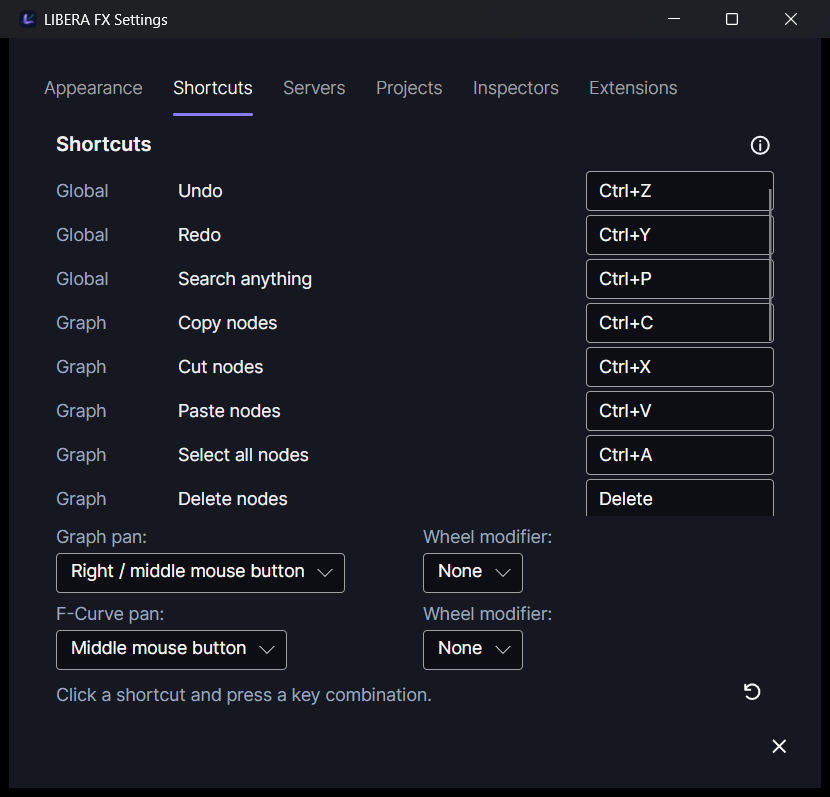 LIBERA FX Settings
Appearance Shortcuts Servers Projects Inspectors Extensions
Shortcuts
Global Undo Ctrl+Z
Global Redo Ctrl+Y
Global Search anything Ctrl+P
Graph Copy nodes Ctrl+C
Graph Cut nodes Ctrl+X
Graph Paste nodes Ctrl+V
Graph Select all nodes Ctrl+A
Graph Delete nodes Delete
Graph pan: Wheel modifier:
Right / middle mouse button None
F-Curve pan: Wheel modifier:
Middle mouse button None
Click a shortcut and press a key combination.